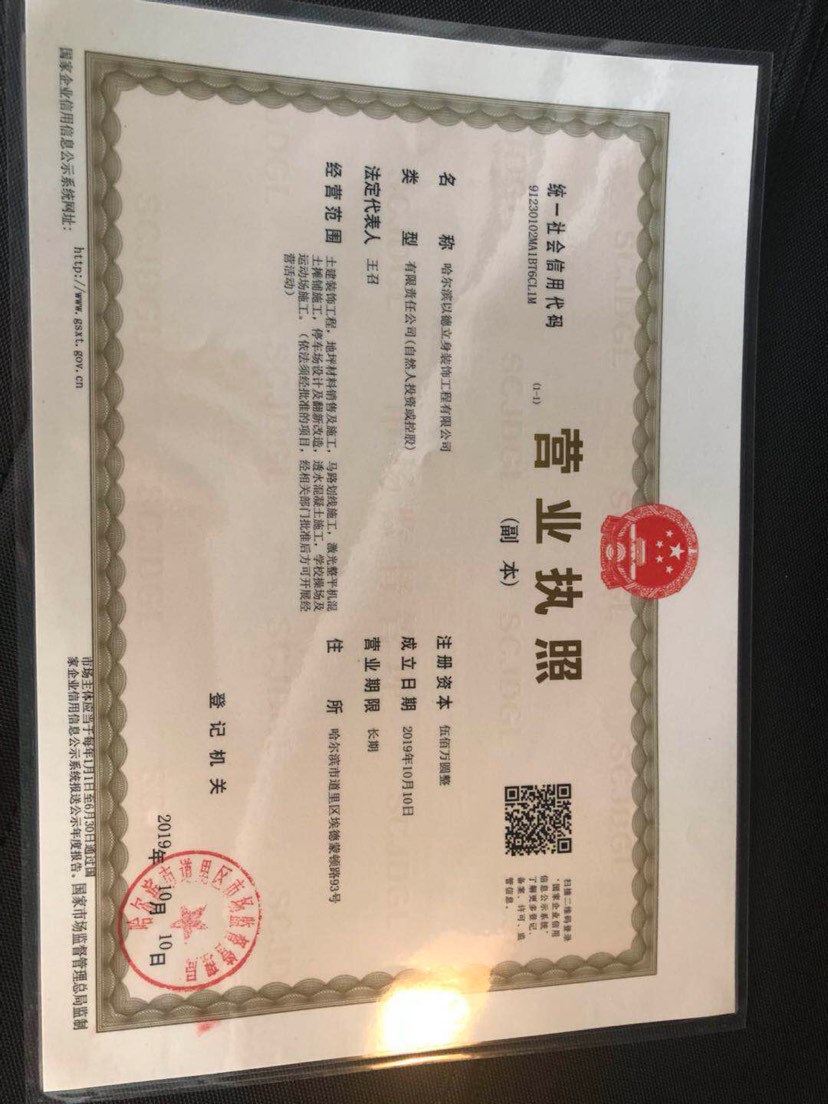 统一社会信用代码
91230102MA1BT6CL1M
营业执照
(副本)
(1-1)
扫描二维码登录
'国家企业信用
信息公示系统'
了解更多登记、
备案、许可、监
管信息。
名称 哈尔滨以德立身装饰工程有限公司
类型 有限责任公司(自然人投资或控股)
法定代表人 王召
经营范围 土建装饰工程，地坪材料销售及施工，马路划线施工，激光整平机混
土摊铺施工，停车场设计及翻新改造，透水混凝土施工，学校操场及
运动场施工。（依法须经批准的项目，经相关部门批准后方可开展经
营活动）
注册资本 伍佰万圆整
成立日期 2019年10月10日
营业期限 长期
住所 哈尔滨市道里区埃德蒙顿路93号
登记机关
2019年 10月 10日
国家企业信用信息公示系统网址： http://www.gsxt.gov.cn
市场主体应当于每年1月1日至6月30日通过国
家企业信用信息公示系统报送公示年度报告。
国家市场监督管理总局监制